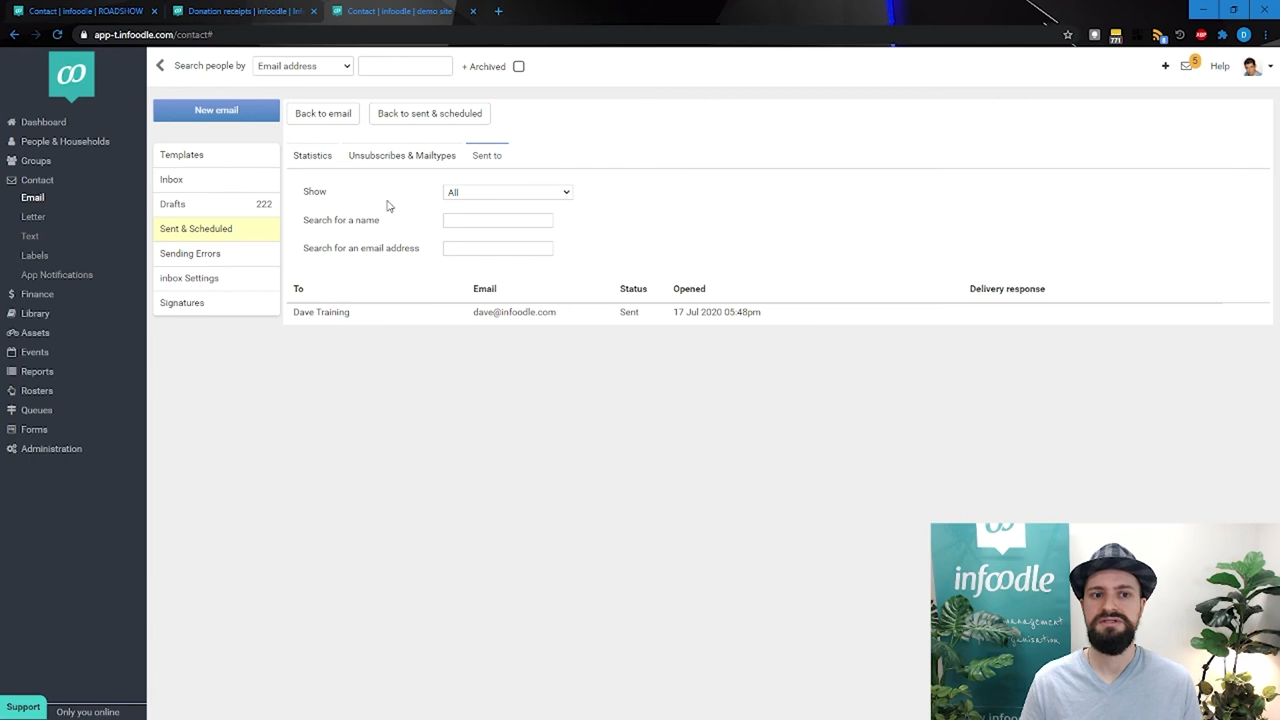 Contact | infoodle | ROADSHOW
Donation receipts | infoodle | Inf
Contact | infoodle | demo site
app-t.infoodle.com/contact#
771
8
D
Search people by
Email address
+ Archived
5
Help
New email
Back to email
Back to sent & scheduled
Dashboard
People & Households
Groups
Contact
Email
Letter
Text
Labels
App Notifications
Finance
Library
Assets
Events
Reports
Rosters
Queues
Forms
Administration
Templates
Inbox
Drafts 222
Sent & Scheduled
Sending Errors
inbox Settings
Signatures
Statistics
Unsubscribes & Mailtypes
Sent to
Show
All
Search for a name
Search for an email address
To Email Status Opened Delivery response
Dave Training dave@infoodle.com Sent 17 Jul 2020 05:48pm
infoodle
management
Support
Only you online